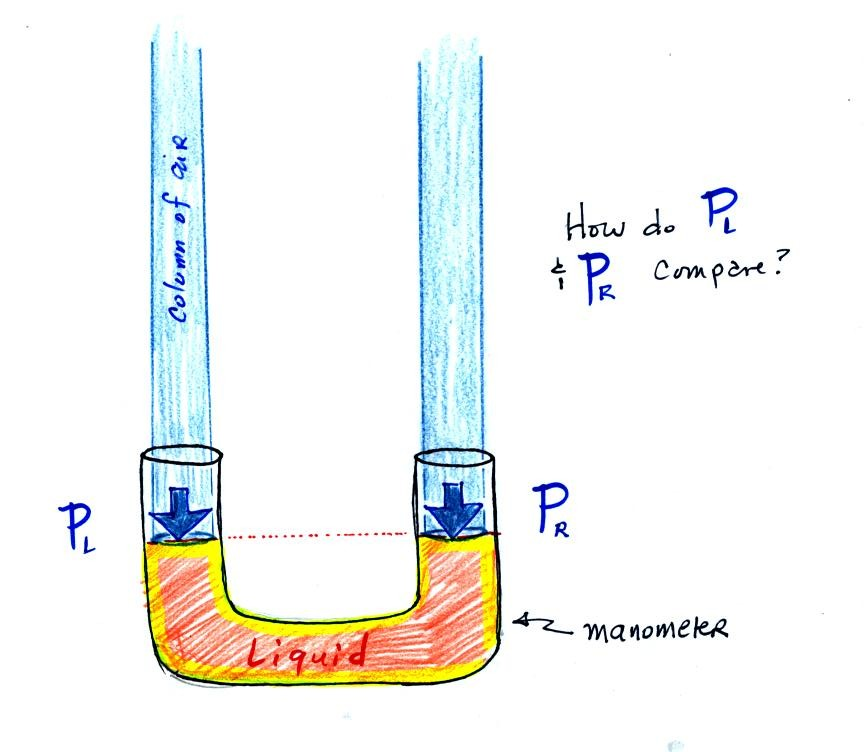 Column of air
How do PL
& PR Compare?
PL
PR
manometer
Liquid